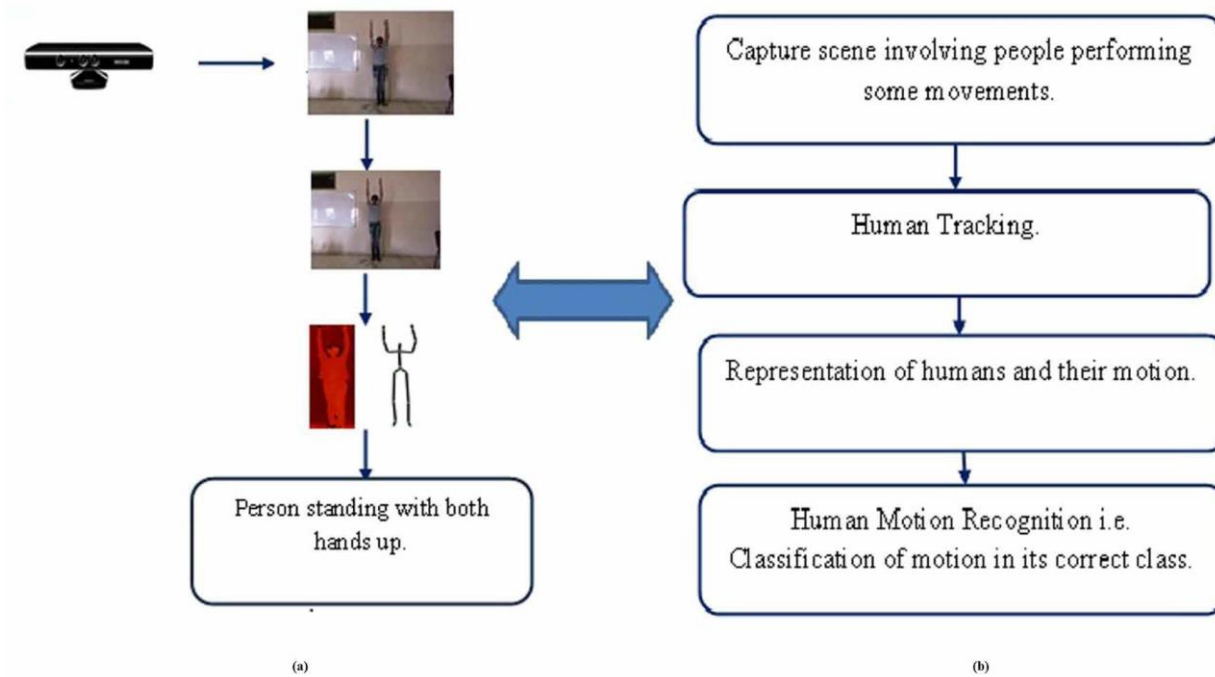 Capture scene involving people performing
some movements.
Human Tracking.
Representation of humans and their motion.
Person standing with both
hands up.
Human Motion Recognition i.e.
Classification of motion in its correct class.
(a)
(b)